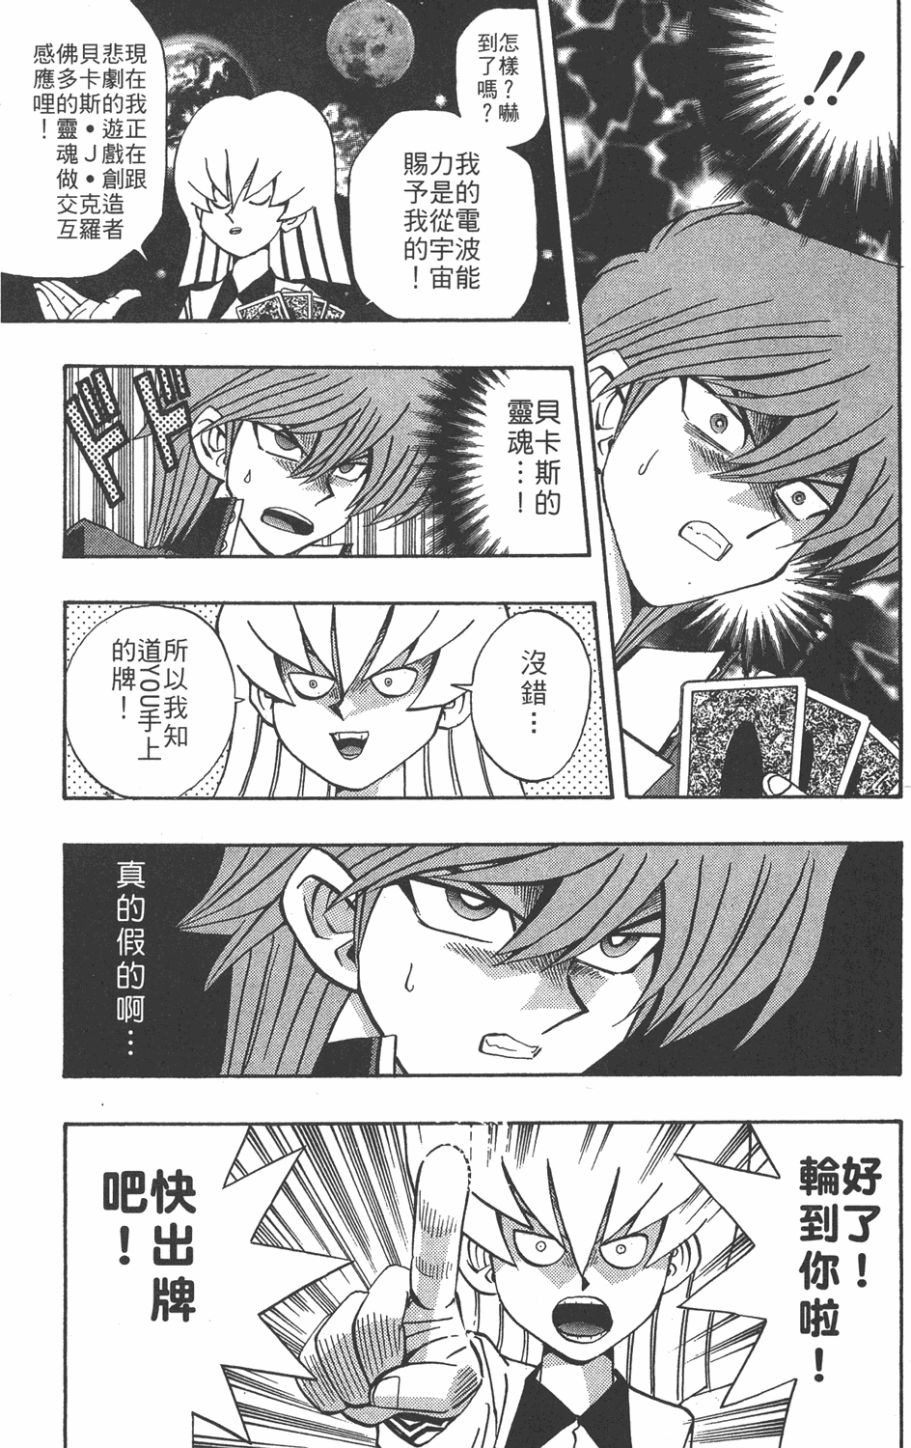 !!
怎樣?嚇
到了嗎?
我的電波能
力是從宇宙
賜予我的!
現在我正在跟
悲劇的遊戲創造者
貝卡斯•J•克羅
佛多的靈魂做交互
感應哩!
貝卡斯的
靈魂…!
ドド
沒錯…
所以我知
道YOU手上
的牌!
真的假的啊…
好了!
輪到你啦!
快出牌
吧!